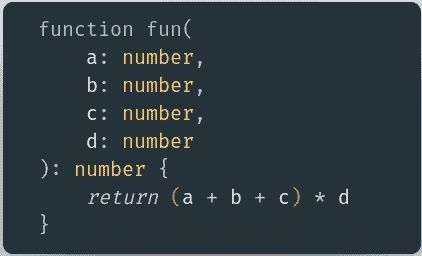 function fun(
    a: number,
    b: number,
    c: number,
    d: number
): number {
    return (a + b + c) * d
}